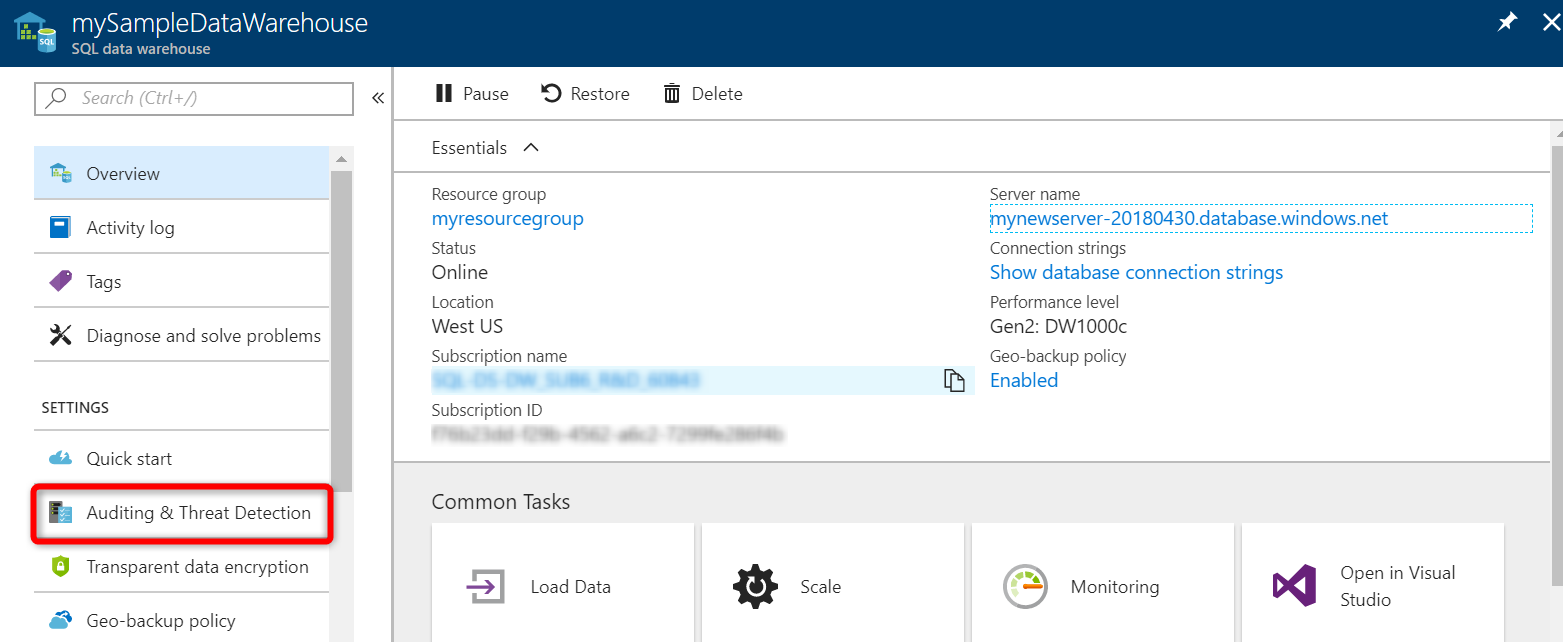 mySampleDataWarehouse
SQL data warehouse
SQL
Search (Ctrl+/)
«
Overview
Activity log
Tags
Diagnose and solve problems
SETTINGS
Quick start
Auditing & Threat Detection
Transparent data encryption
Geo-backup policy
Pause Restore Delete
Essentials
Resource group
myresourcegroup
Status
Online
Location
West US
Subscription name
Subscription ID
Server name
mynewserver-20180430.database.windows.net
Connection strings
Show database connection strings
Performance level
Gen2: DW1000c
Geo-backup policy
Enabled
Common Tasks
Load Data
Scale
Monitoring
Open in Visual
Studio